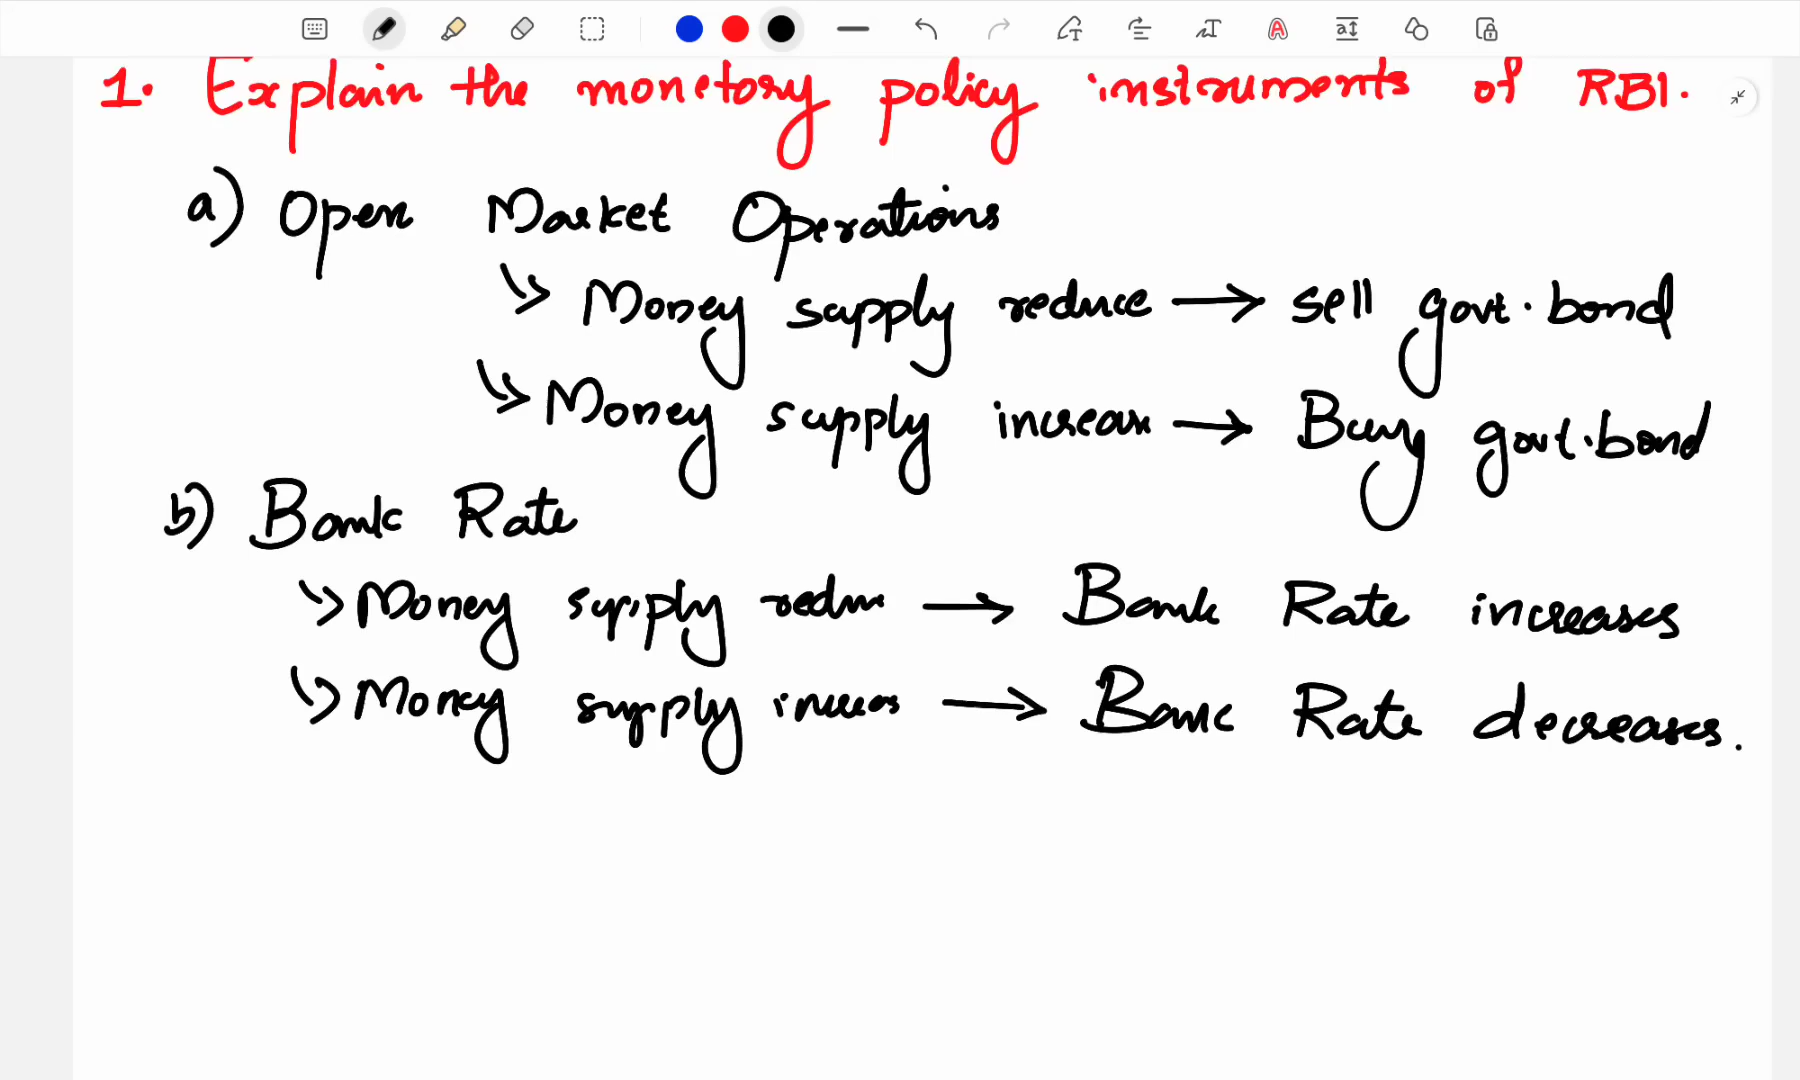 1. Explain the monetory policy instruments of RBI.
a) Open Market Operations
↳ Money supply reduce → sell govt. bond
↳ Money supply increase → Buy govt. bond
b) Bank Rate
↳ Money supply reduce → Bank Rate increases
↳ Money supply increas → Bank Rate decreases.